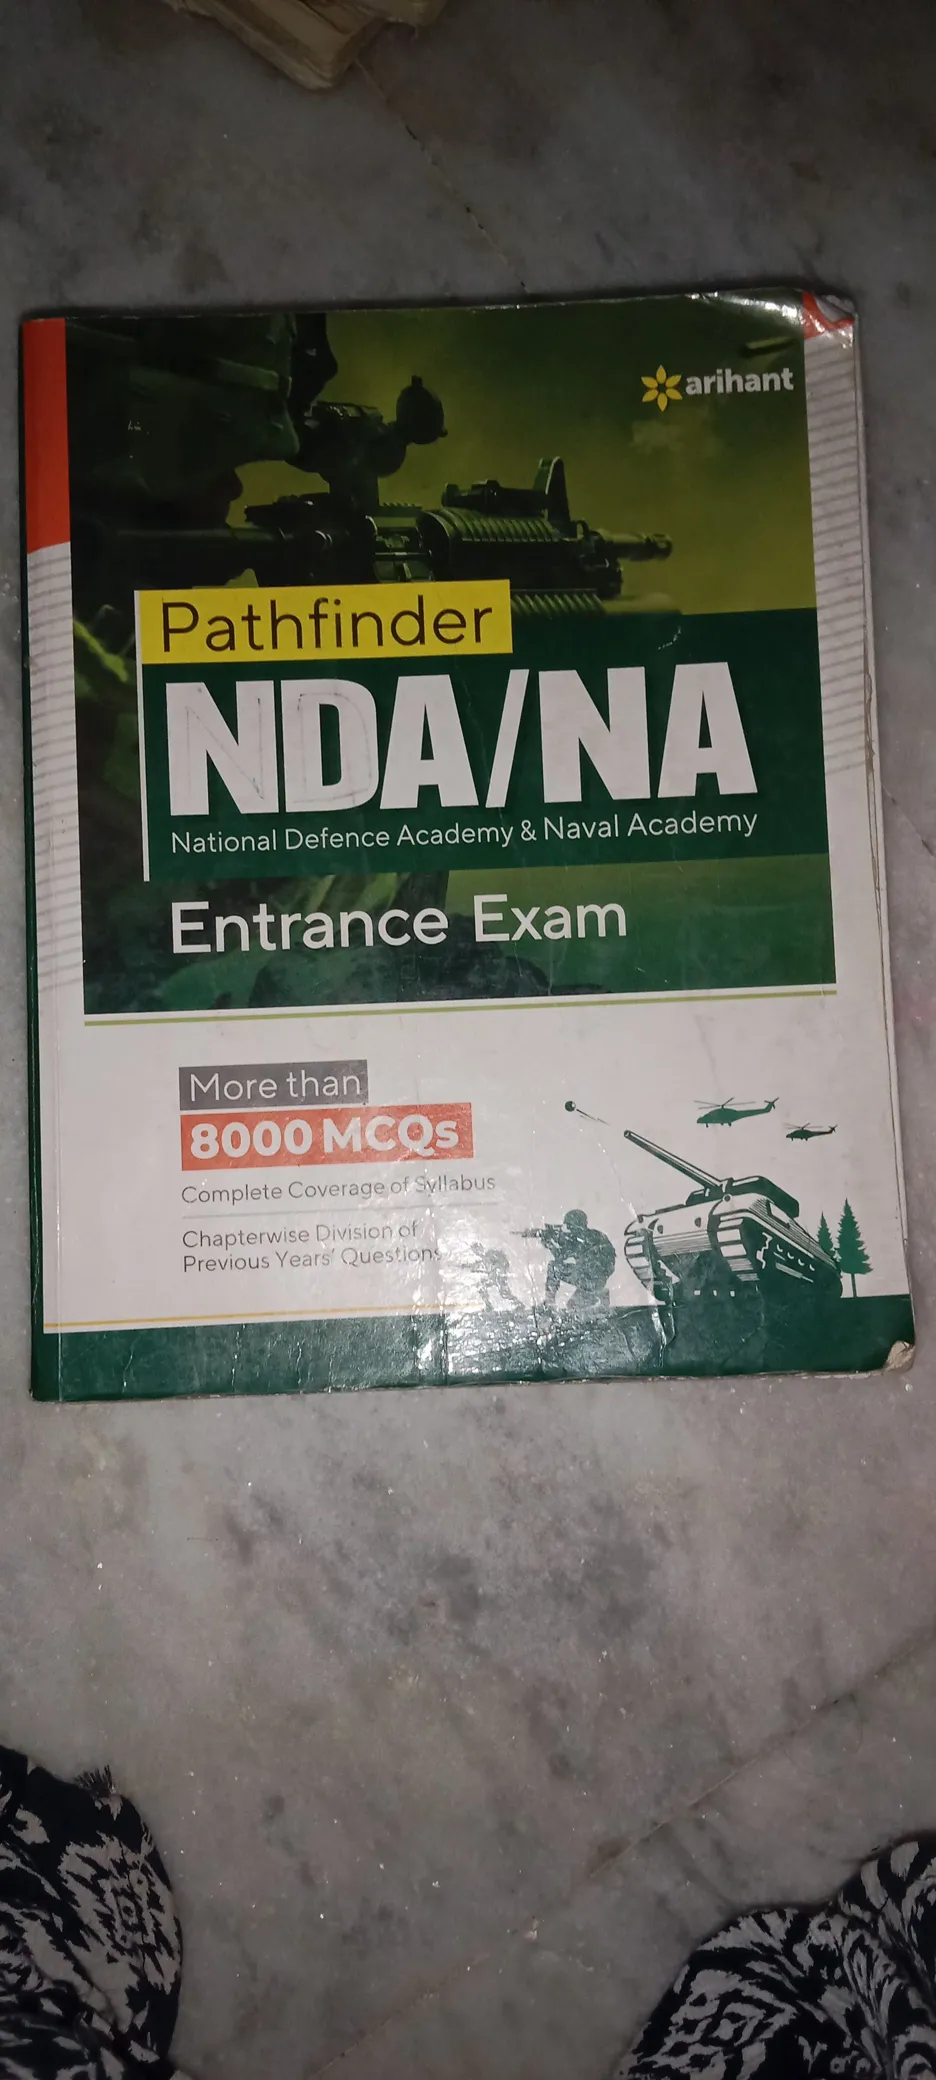 arihant
Pathfinder
NDA/NA
National Defence Academy & Naval Academy
Entrance Exam
More than
8000 MCQs
Complete Coverage of Syllabus
Chapterwise Division of
Previous Years' Questions